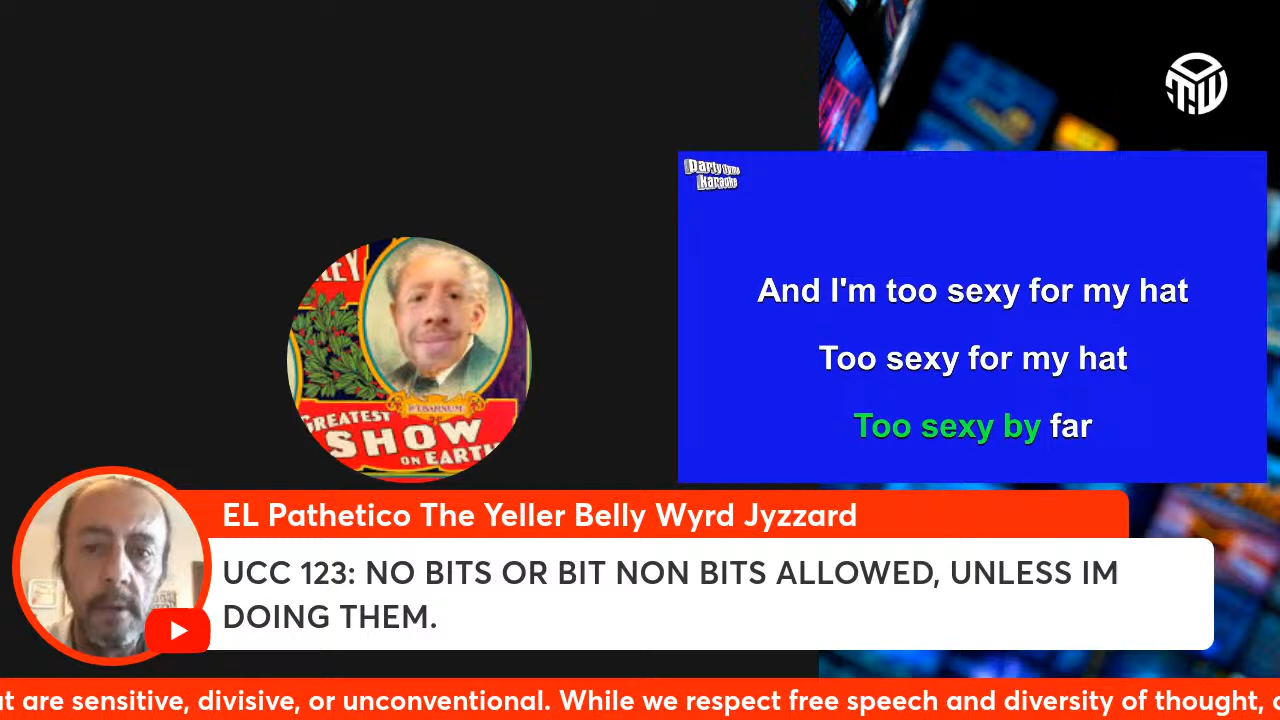 Party Tyme
Karaoke
And I'm too sexy for my hat
Too sexy for my hat
Too sexy by far
GREATEST
SHOW
ON EARTH
EL Pathetico The Yeller Belly Wyrd Jyzzard
UCC 123: NO BITS OR BIT NON BITS ALLOWED, UNLESS IM
DOING THEM.
at are sensitive, divisive, or unconventional. While we respect free speech and diversity of thought,